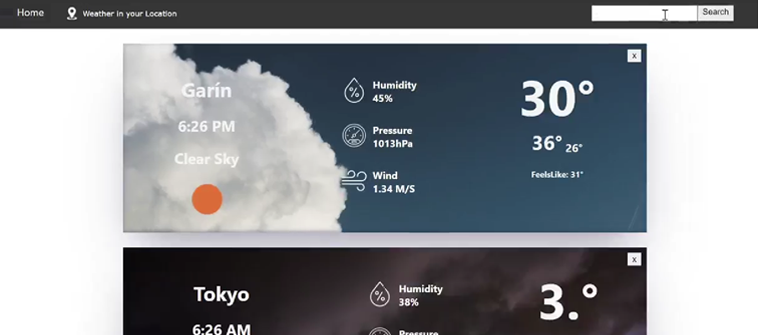 Home
Weather in your Location
Search
x
Garín
6:26 PM
Clear Sky
Humidity
45%
Pressure
1013hPa
Wind
1.34 M/S
30°
36° 26°
FeelsLike: 31°
x
Tokyo
6:26 AM
Humidity
38%
Pressure
3.°